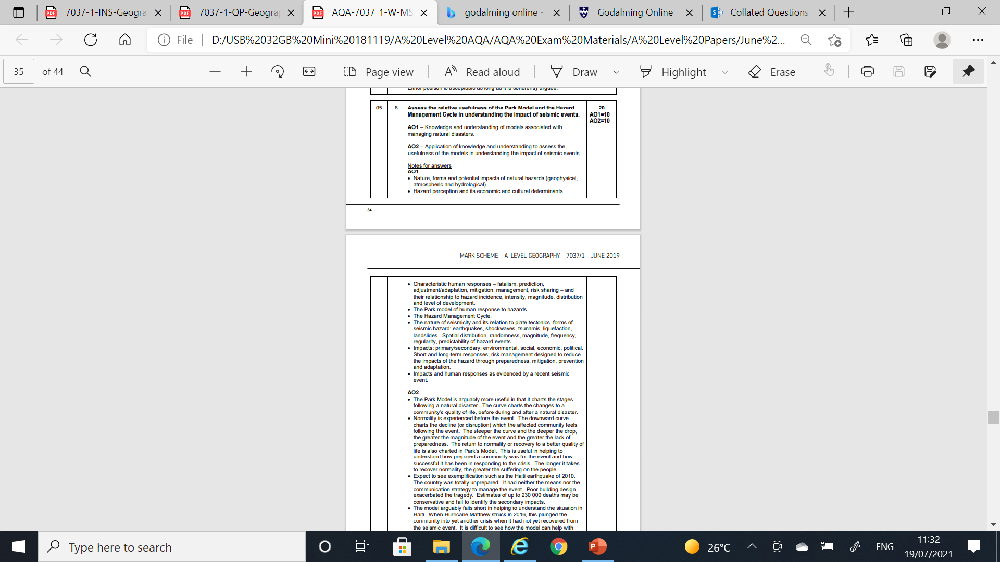 7037-1-INS-Geogra
7037-1-QP-Geogra
AQA-7037_1-W-MS
godalming online -
Godalming Online
Collated Questions
File
D:/USB%2032GB%20Mini%20181119/A%20Level%20AQA/AQA%20Exam%20Materials/A%20Level%20Papers/June%2...
35 of 44
Page view
Read aloud
Draw
Highlight
Erase
Either position is acceptable as long as it is coherently argued.
05 8 Assess the relative usefulness of the Park Model and the Hazard 20
Management Cycle in understanding the impact of seismic events. AO1=10
AO2=10
AO1 – Knowledge and understanding of models associated with
managing natural disasters.
AO2 – Application of knowledge and understanding to assess the
usefulness of the models in understanding the impact of seismic events.
Notes for answers
AO1
• Nature, forms and potential impacts of natural hazards (geophysical,
atmospheric and hydrological).
• Hazard perception and its economic and cultural determinants.
34
MARK SCHEME – A-LEVEL GEOGRAPHY – 7037/1 – JUNE 2019
• Characteristic human responses – fatalism, prediction,
adjustment/adaptation, mitigation, management, risk sharing – and
their relationship to hazard incidence, intensity, magnitude, distribution
and level of development.
• The Park model of human response to hazards.
• The Hazard Management Cycle.
• The nature of seismicity and its relation to plate tectonics: forms of
seismic hazard: earthquakes, shockwaves, tsunamis, liquefaction,
landslides. Spatial distribution, randomness, magnitude, frequency,
regularity, predictability of hazard events.
• Impacts: primary/secondary; environmental, social, economic, political.
Short and long-term responses; risk management designed to reduce
the impacts of the hazard through preparedness, mitigation, prevention
and adaptation.
• Impacts and human responses as evidenced by a recent seismic
event.
AO2
• The Park Model is arguably more useful in that it charts the stages
following a natural disaster. The curve charts the changes to a
community's quality of life, before during and after a natural disaster.
• Normality is experienced before the event. The downward curve
charts the decline (or disruption) which the affected community feels
following the event. The steeper the curve and the deeper the drop,
the greater the magnitude of the event and the greater the lack of
preparedness. The return to normality or recovery to a better quality of
life is also charted in Park's Model. This is useful in helping to
understand how prepared a community was for the event and how
successful it has been in responding to the crisis. The longer it takes
to recover normality, the greater the suffering on the people.
• Expect to see exemplification such as the Haiti earthquake of 2010.
The country was totally unprepared. It had neither the means nor the
communication strategy to manage the event. Poor building design
exacerbated the tragedy. Estimates of up to 230 000 deaths may be
conservative and fail to identify the secondary impacts.
• The model arguably falls short in helping to understand the situation in
Haiti. When Hurricane Matthew struck in 2016, this plunged the
community into yet another crisis when it had not yet recovered from
the seismic event. It is difficult to see how the model can help with
Type here to search
26°C
ENG
11:32
19/07/2021